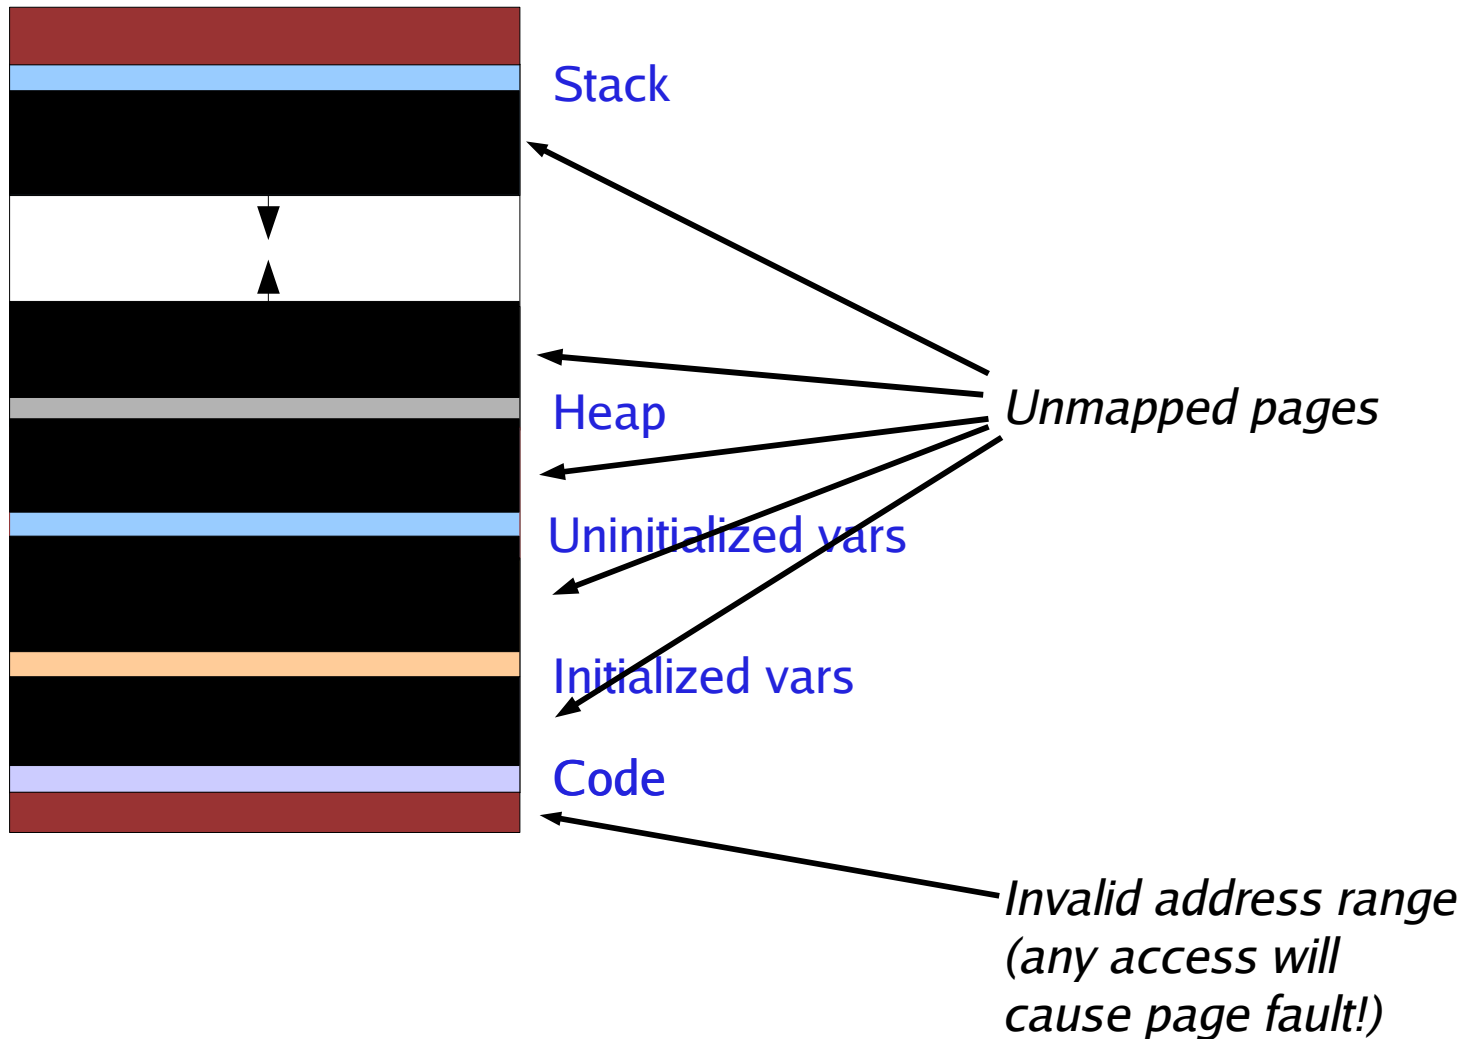 Stack
Heap
Unmapped pages
Uninitialized vars
Initialized vars
Code
Invalid address range
(any access will
cause page fault!)